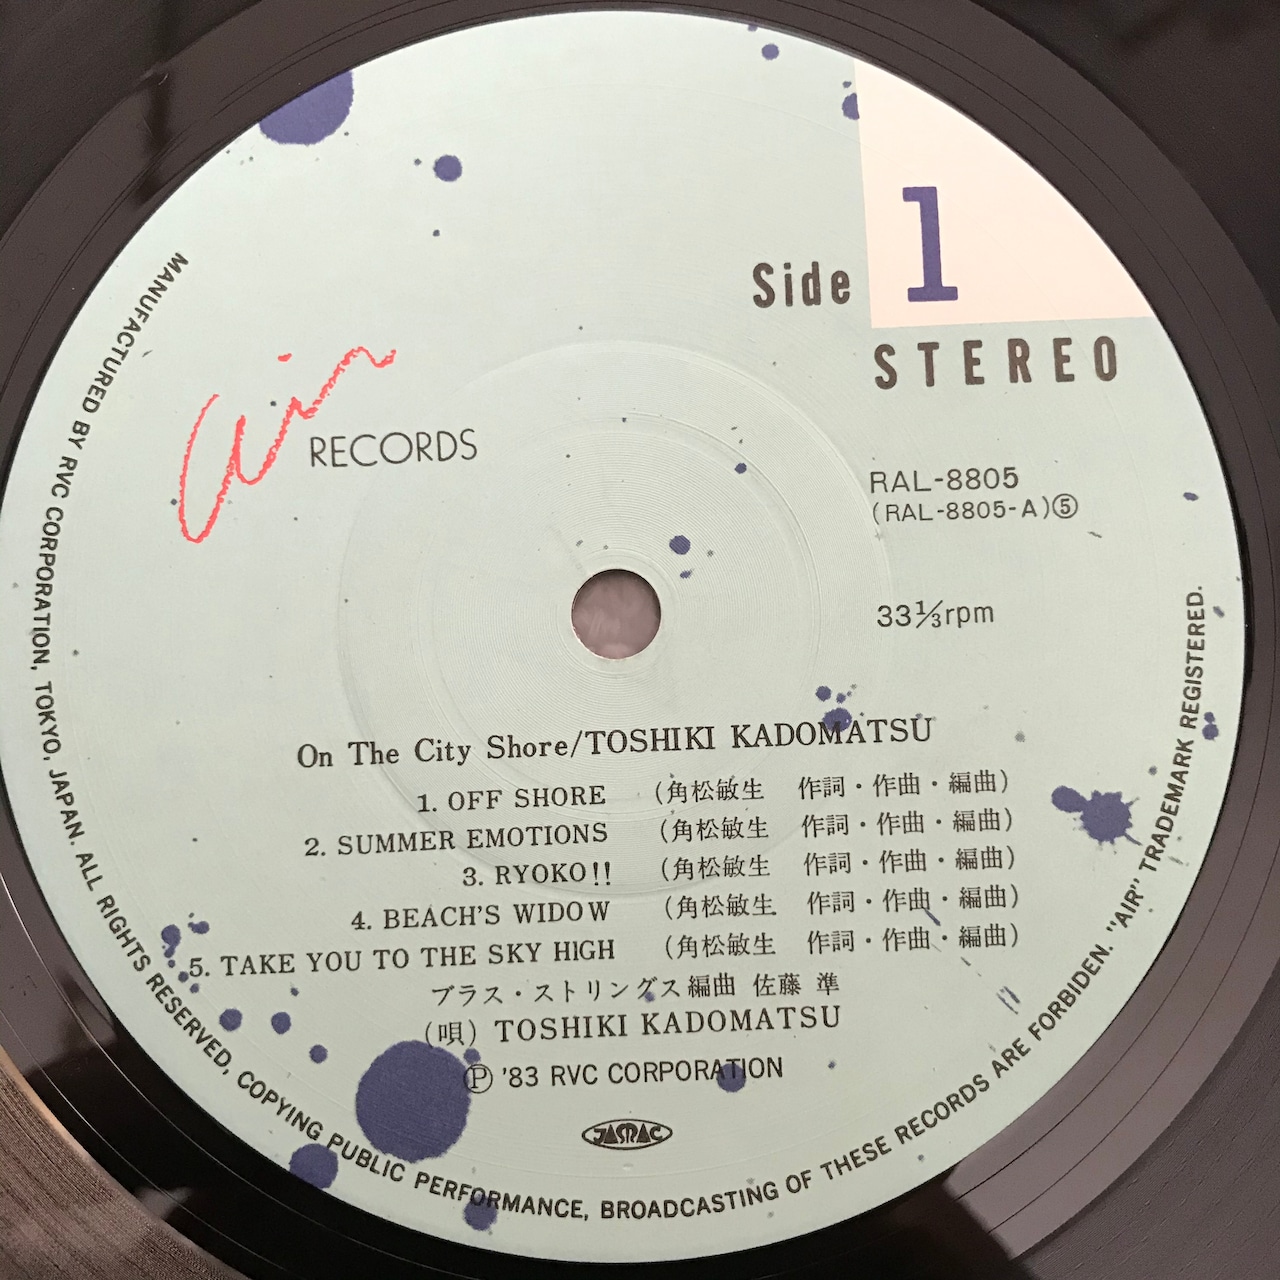 Side 1
STEREO
Air RECORDS
RAL-8805
(RAL-8805-A)⑤
33⅓rpm
On The City Shore/TOSHIKI KADOMATSU
1. OFF SHORE (角松敏生 作詞・作曲・編曲)
2. SUMMER EMOTIONS (角松敏生 作詞・作曲・編曲)
3. RYOKO!! (角松敏生 作詞・作曲・編曲)
4. BEACH'S WIDOW (角松敏生 作詞・作曲・編曲)
5. TAKE YOU TO THE SKY HIGH (角松敏生 作詞・作曲・編曲)
ブラス・ストリングス編曲 佐藤 準
(唄) TOSHIKI KADOMATSU
Ⓟ '83 RVC CORPORATION
JASRAC
MANUFACTURED BY RVC CORPORATION, TOKYO, JAPAN. ALL RIGHTS RESERVED, COPYING PUBLIC PERFORMANCE, BROADCASTING OF THESE RECORDS ARE FORBIDEN. "AIR" TRADEMARK REGISTERED.